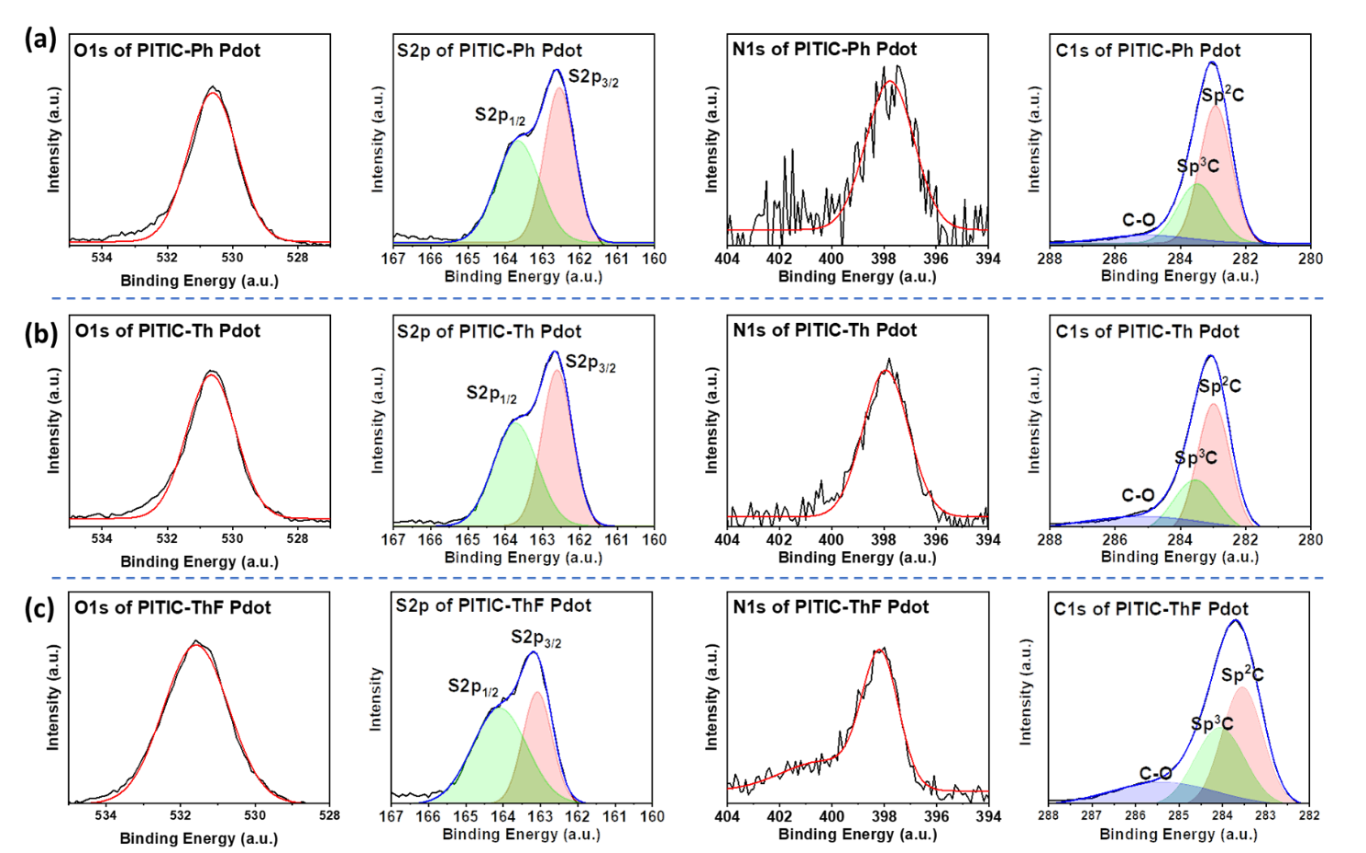 (a)
O1s of PITIC-Ph Pdot
Intensity (a.u.)
534 532 530 528
Binding Energy (a.u.)
S2p of PITIC-Ph Pdot
S2p3/2
S2p1/2
Intensity (a.u.)
167 166 165 164 163 162 161 160
Binding Energy (a.u.)
N1s of PITIC-Ph Pdot
Intensity (a.u.)
404 402 400 398 396 394
Binding Energy (a.u.)
C1s of PITIC-Ph Pdot
Sp²C
Sp³C
C-O
Intensity (a.u.)
288 286 284 282 280
Binding Energy (a.u.)
(b)
O1s of PITIC-Th Pdot
Intensity (a.u.)
534 532 530 528
Binding Energy (a.u.)
S2p of PITIC-Th Pdot
S2p3/2
S2p1/2
Intensity (a.u.)
167 166 165 164 163 162 161 160
Binding Energy (a.u.)
N1s of PITIC-Th Pdot
Intensity (a.u.)
404 402 400 398 396 394
Binding Energy (a.u.)
C1s of PITIC-Th Pdot
Sp²C
Sp³C
C-O
Intensity (a.u.)
288 286 284 282 280
Binding Energy (a.u.)
(c)
O1s of PITIC-ThF Pdot
Intensity (a.u.)
534 532 530 528
Binding Energy (a.u.)
S2p of PITIC-ThF Pdot
S2p3/2
S2p1/2
Intensity
167 166 165 164 163 162 161 160
Binding Energy (a.u.)
N1s of PITIC-ThF Pdot
Intensity (a.u.)
404 402 400 398 396 394
Binding Energy (a.u.)
C1s of PITIC-ThF Pdot
Sp²C
Sp³C
C-O
Intensity (a.u.)
288 287 286 285 284 283 282
Binding Energy (a.u.)